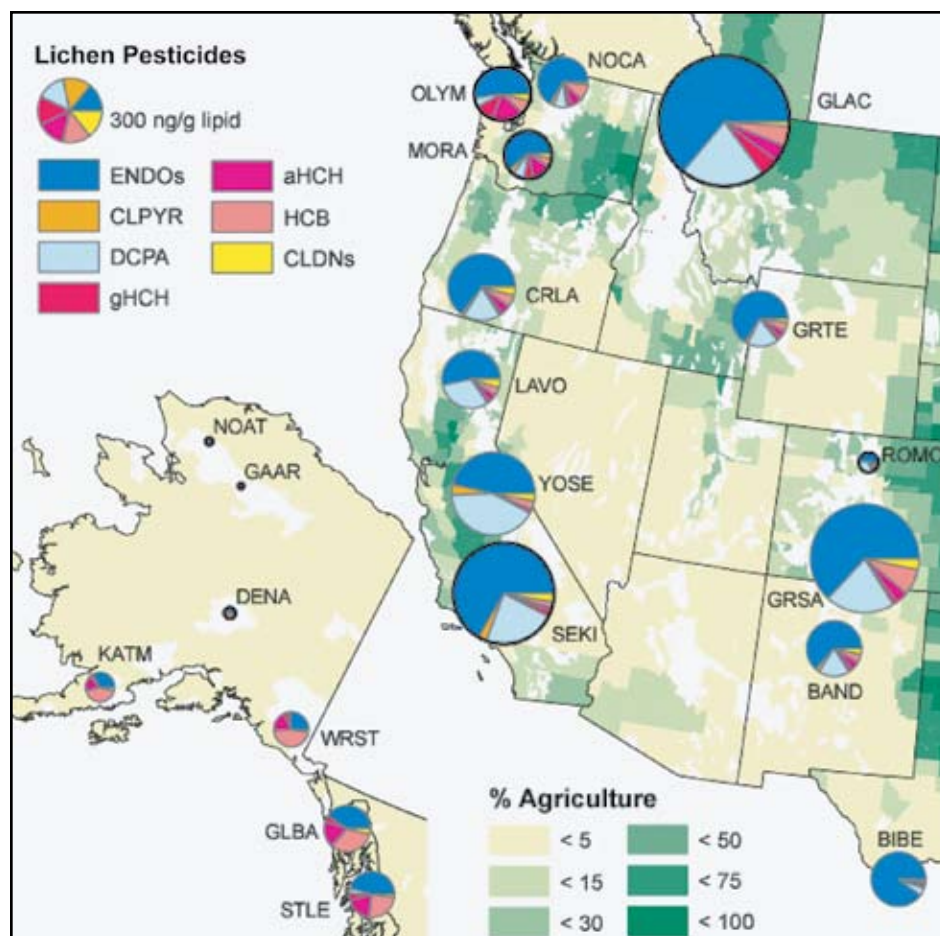 Lichen Pesticides
300 ng/g lipid
ENDOs
aHCH
CLPYR
HCB
DCPA
CLDNs
gHCH
NOCA
OLYM
GLAC
MORA
CRLA
GRTE
LAVO
NOAT
ROMO
GAAR
YOSE
DENA
GRSA
SEKI
KATM
BAND
WRST
% Agriculture
GLBA
< 5
< 50
BIBE
< 15
< 75
STLE
< 30
< 100